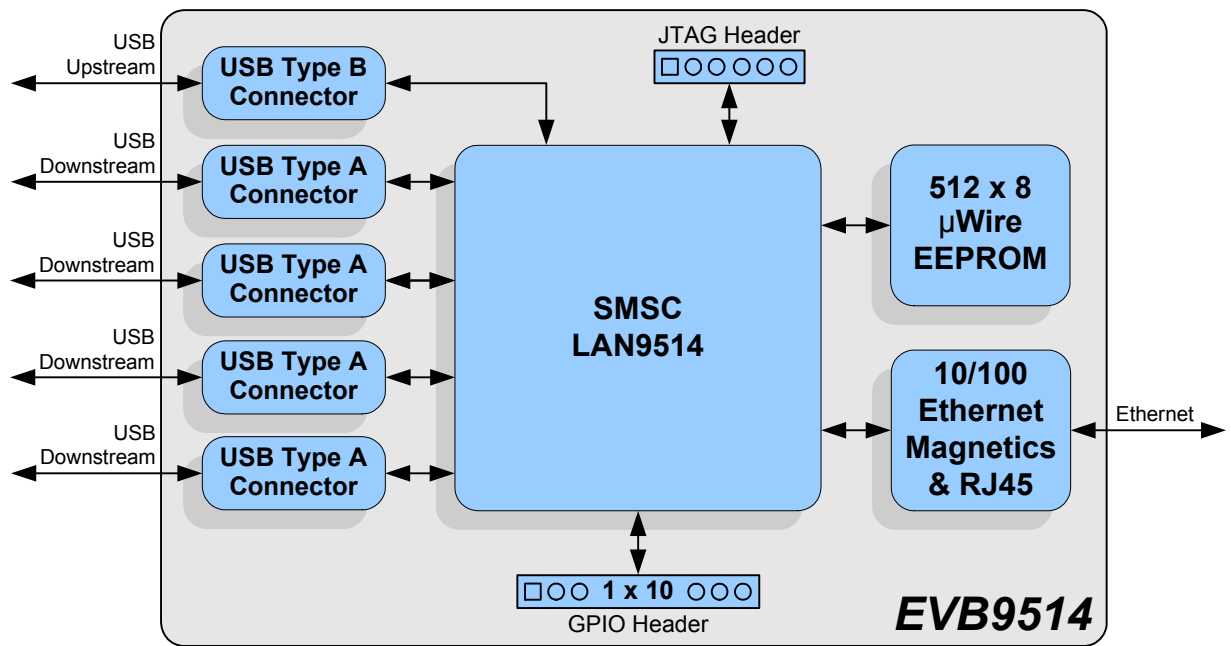 JTAG Header
USB
Upstream
USB Type B
Connector
USB
Downstream
USB Type A
Connector
USB
Downstream
USB Type A
Connector
USB
Downstream
USB Type A
Connector
USB
Downstream
USB Type A
Connector
SMSC
LAN9514
512 x 8
µWire
EEPROM
10/100
Ethernet
Magnetics
& RJ45
Ethernet
1 x 10
GPIO Header
EVB9514